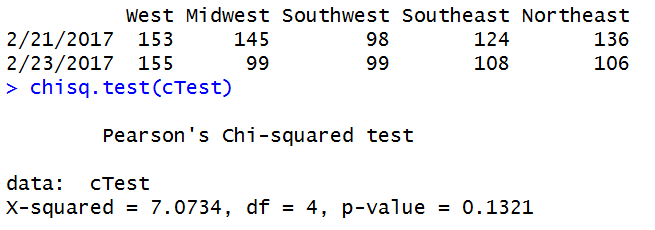 West Midwest Southwest Southeast Northeast
2/21/2017 153 145 98 124 136
2/23/2017 155 99 99 108 106
> chisq.test(cTest)
Pearson's Chi-squared test
data: cTest
X-squared = 7.0734, df = 4, p-value = 0.1321